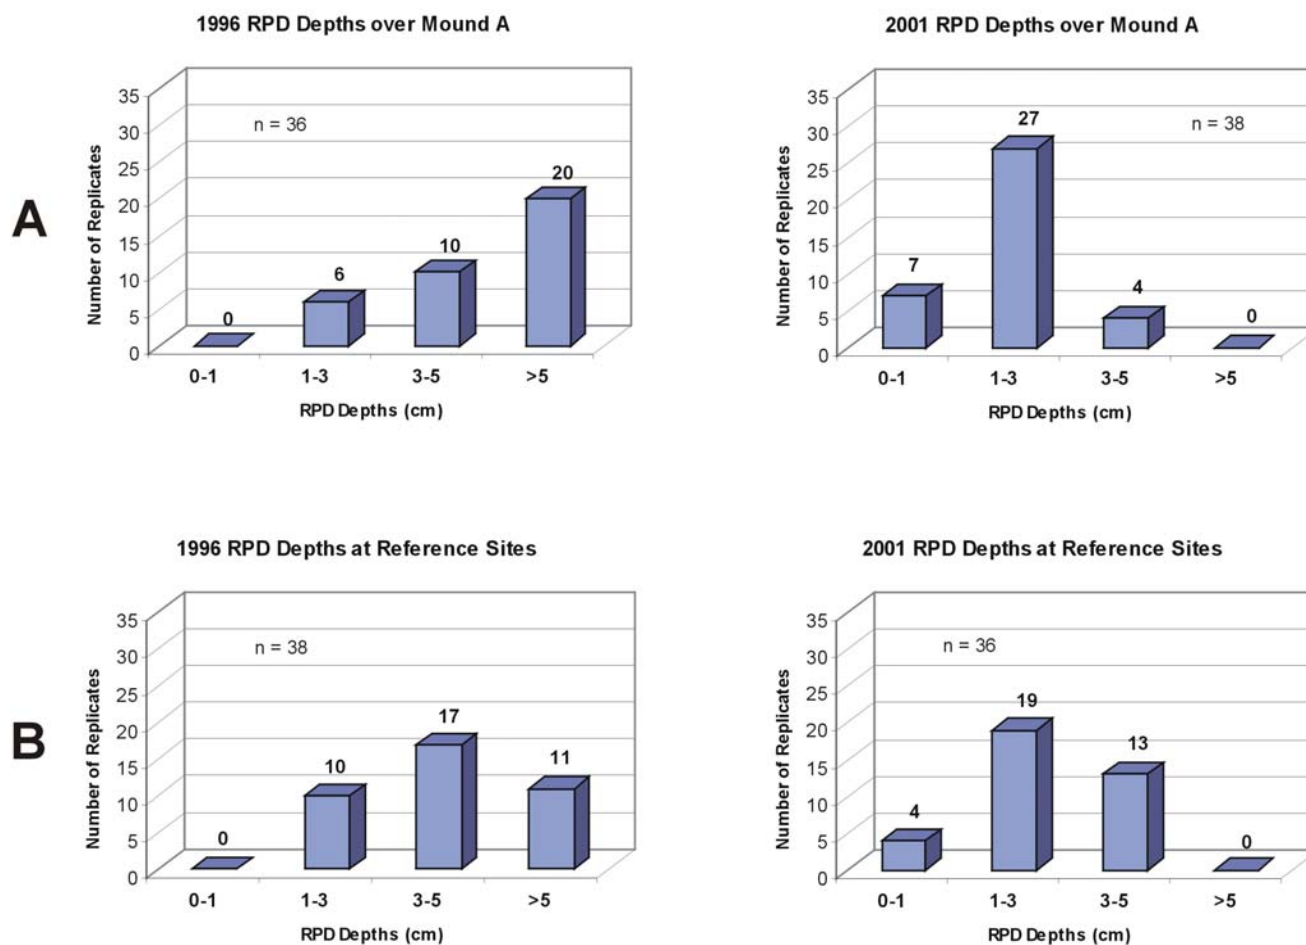 A
1996 RPD Depths over Mound A
Number of Replicates
35
30
25
20
15
10
5
0
n = 36
0
6
10
20
0-1 1-3 3-5 >5
RPD Depths (cm)
2001 RPD Depths over Mound A
Number of Replicates
35
30
25
20
15
10
5
0
n = 38
7
27
4
0
0-1 1-3 3-5 >5
RPD Depths (cm)
B
1996 RPD Depths at Reference Sites
Number of Replicates
35
30
25
20
15
10
5
0
n = 38
0
10
17
11
0-1 1-3 3-5 >5
RPD Depths (cm)
2001 RPD Depths at Reference Sites
Number of Replicates
35
30
25
20
15
10
5
0
n = 36
4
19
13
0
0-1 1-3 3-5 >5
RPD Depths (cm)